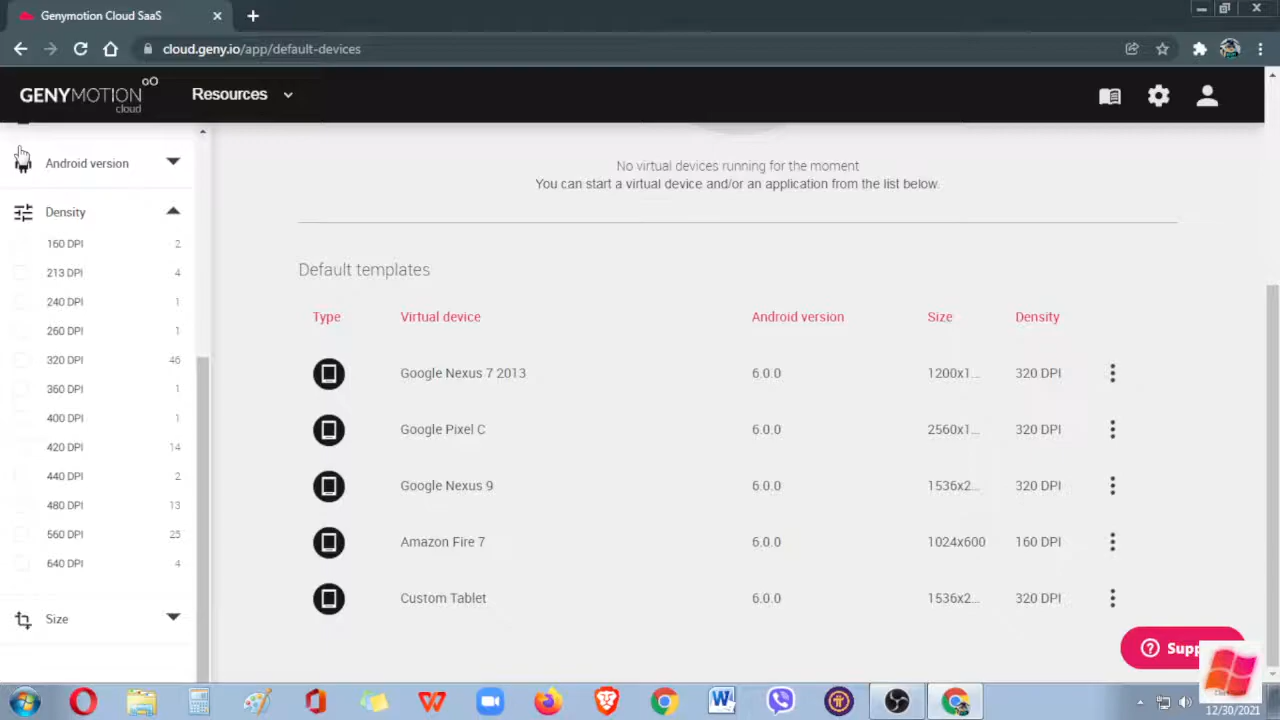 Genymotion Cloud SaaS
cloud.geny.io/app/default-devices
GENYMOTION cloud
Resources
Android version
Density
160 DPI 2
213 DPI 4
240 DPI 1
260 DPI 1
320 DPI 46
360 DPI 1
400 DPI 1
420 DPI 14
440 DPI 2
480 DPI 13
560 DPI 25
640 DPI 4
Size
No virtual devices running for the moment
You can start a virtual device and/or an application from the list below.
Default templates
Type Virtual device Android version Size Density
Google Nexus 7 2013 6.0.0 1200x1... 320 DPI
Google Pixel C 6.0.0 2560x1... 320 DPI
Google Nexus 9 6.0.0 1536x2... 320 DPI
Amazon Fire 7 6.0.0 1024x600 160 DPI
Custom Tablet 6.0.0 1536x2... 320 DPI
Supp
12/30/2021